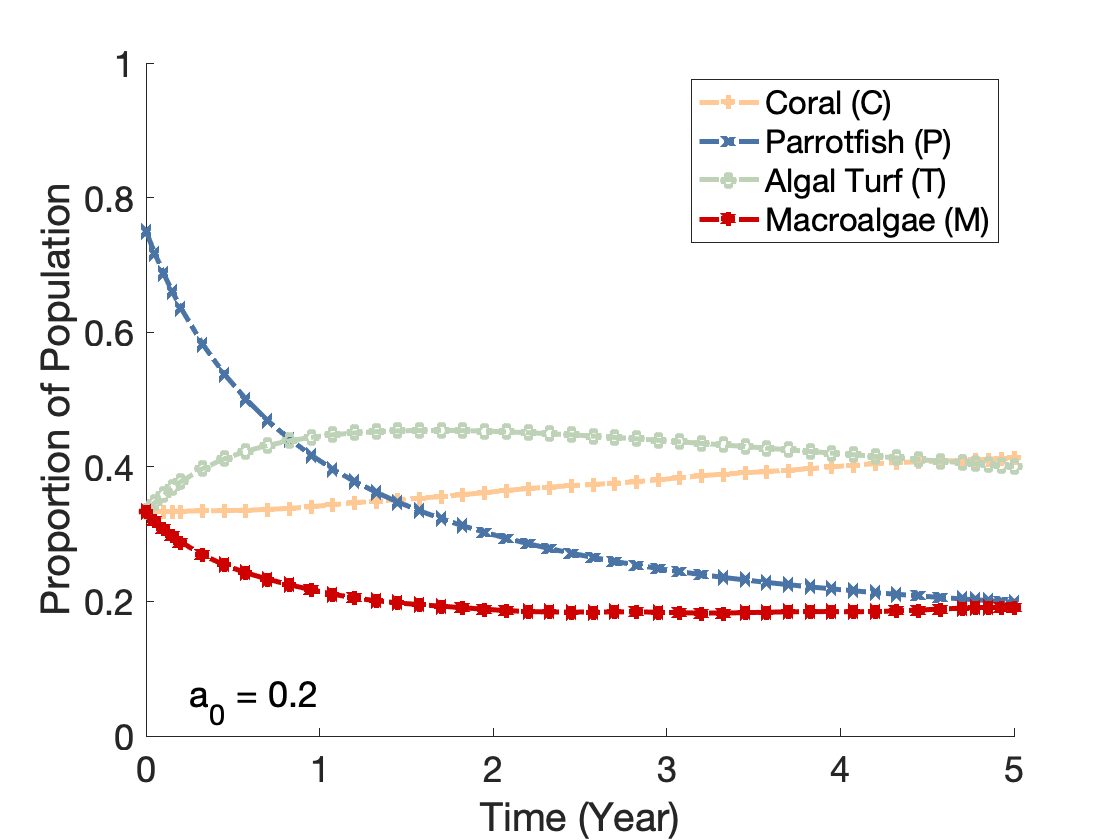 Coral (C)
Parrotfish (P)
Algal Turf (T)
Macroalgae (M)
Proportion of Population
1
0.8
0.6
0.4
0.2
0
a₀ = 0.2
0 1 2 3 4 5
Time (Year)